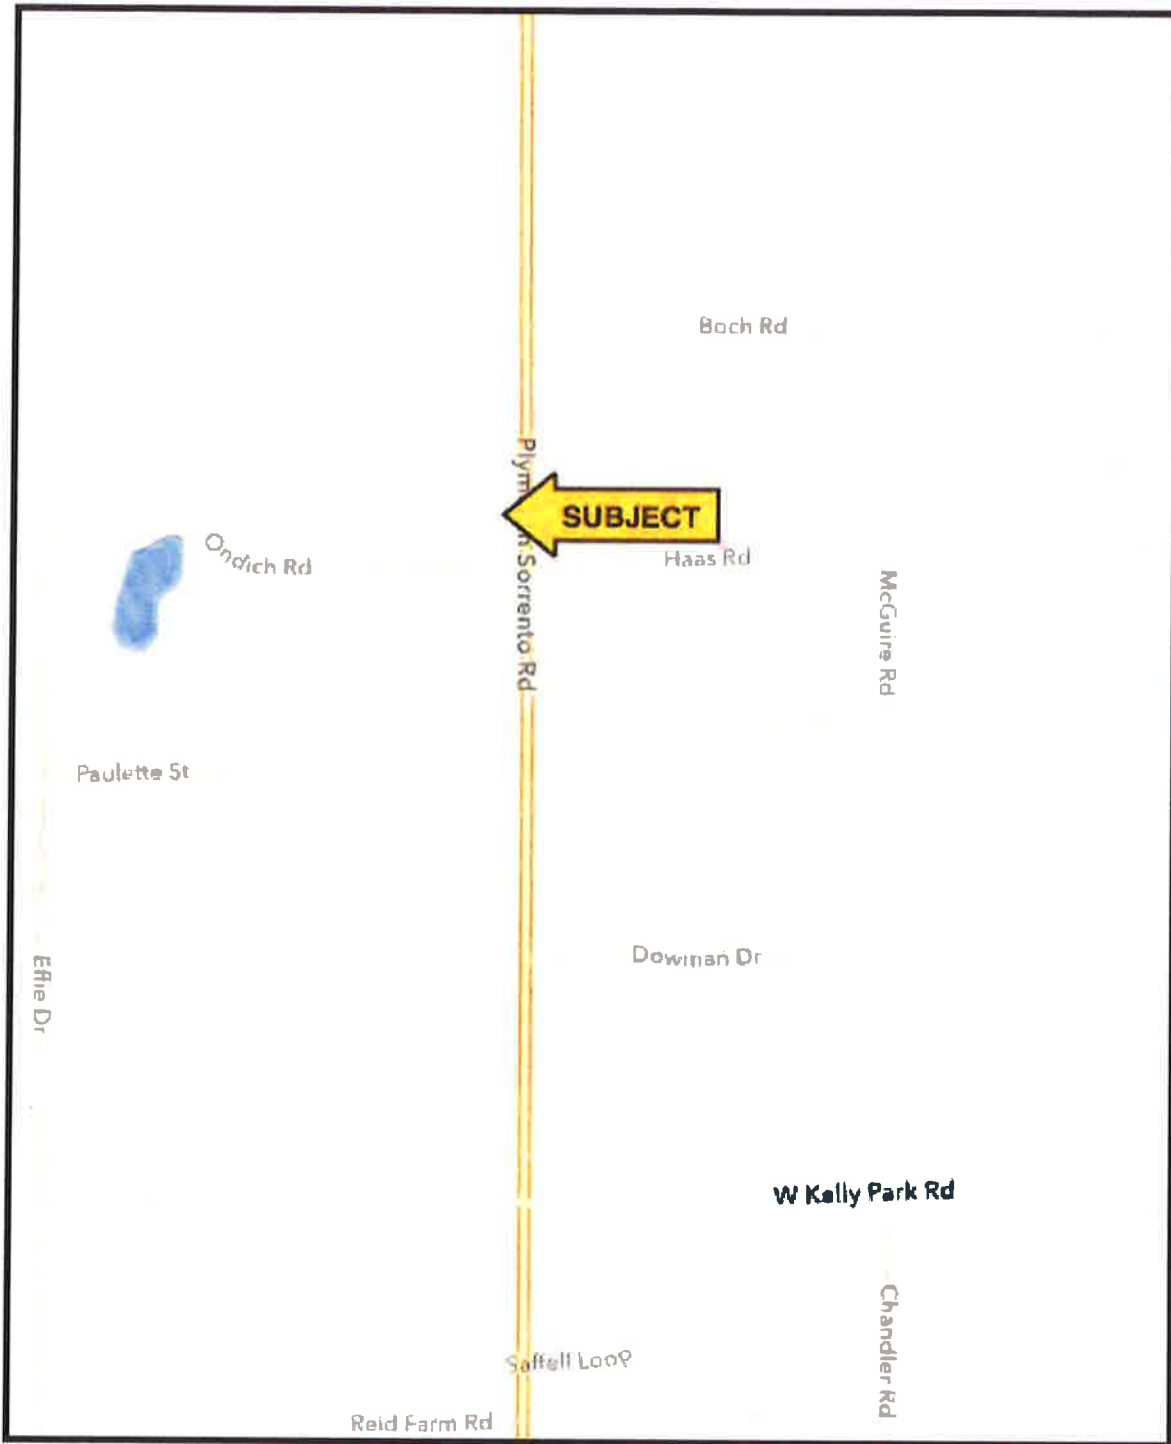 Boch Rd
Plym
SUBJECT
n Sorrento Rd
Ondich Rd
Haas Rd
McGuire Rd
Paulette St
Effie Dr
Dowman Dr
W Kelly Park Rd
Chandler Rd
Saffell Loop
Reid Farm Rd